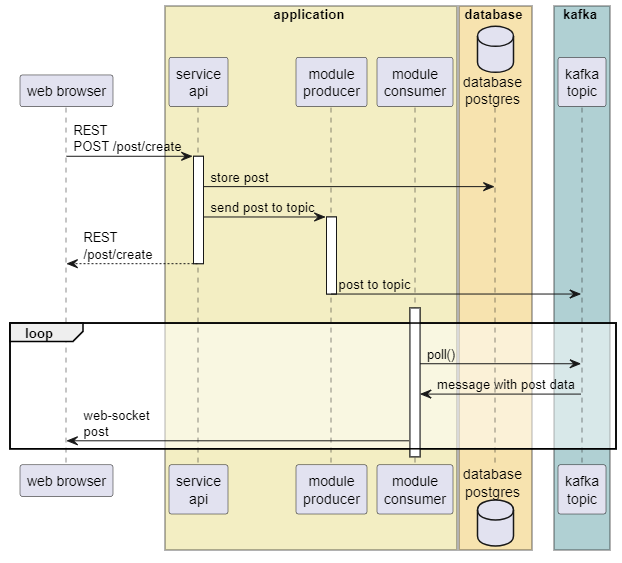 application
database
kafka
web browser
service
api
module
producer
module
consumer
database
postgres
kafka
topic
REST
POST /post/create
store post
send post to topic
REST
/post/create
post to topic
loop
poll()
message with post data
web-socket
post
web browser
service
api
module
producer
module
consumer
database
postgres
kafka
topic